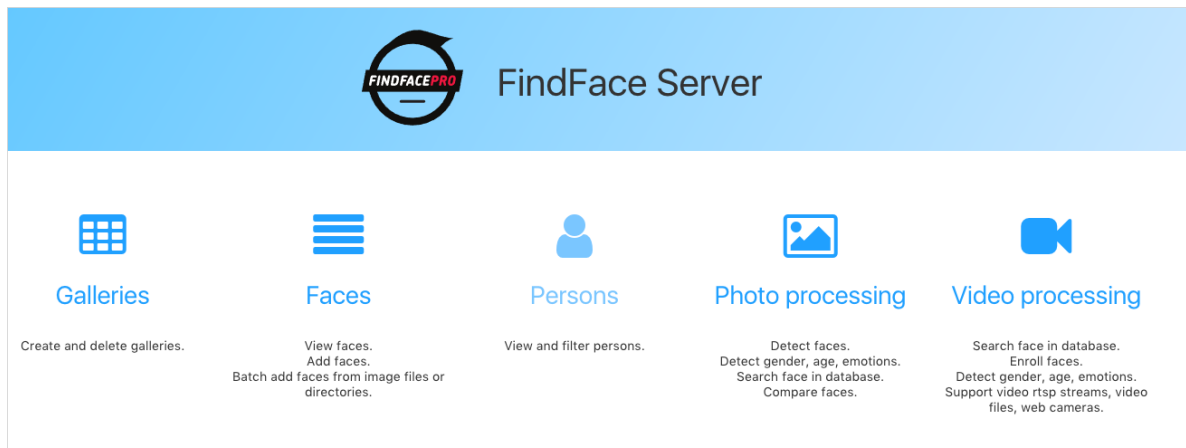 FINDFACEPRO
FindFace Server
Galleries
Create and delete galleries.
Faces
View faces.
Add faces.
Batch add faces from image files or
directories.
Persons
View and filter persons.
Photo processing
Detect faces.
Detect gender, age, emotions.
Search face in database.
Compare faces.
Video processing
Search face in database.
Enroll faces.
Detect gender, age, emotions.
Support video rtsp streams, video
files, web cameras.